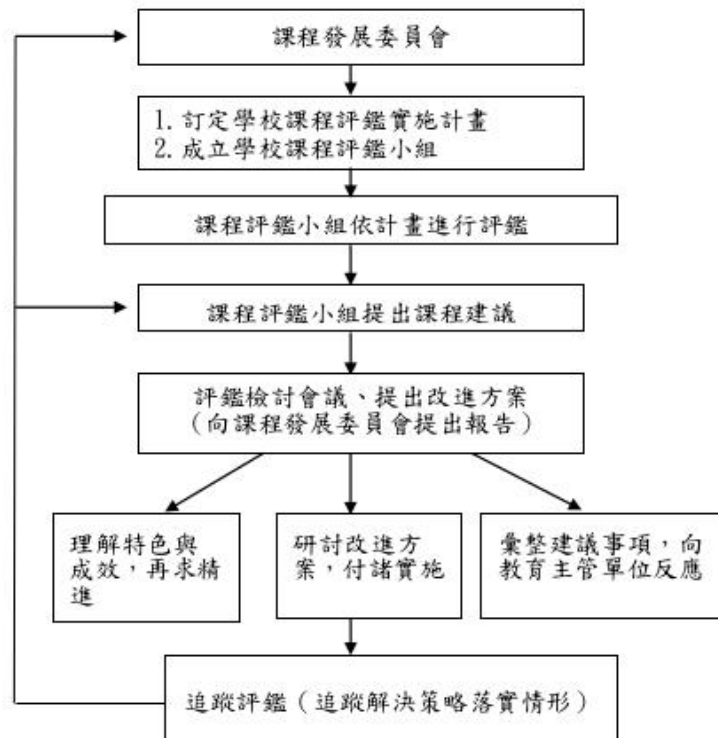 課程發展委員會
1. 訂定學校課程評鑑實施計畫
2. 成立學校課程評鑑小組
課程評鑑小組依計畫進行評鑑
課程評鑑小組提出課程建議
評鑑檢討會議、提出改進方案
（向課程發展委員會提出報告）
理解特色與
成效，再求精
進
研討改進方
案，付諸實施
彙整建議事項，向
教育主管單位反應
追蹤評鑑（追蹤解決策略落實情形）